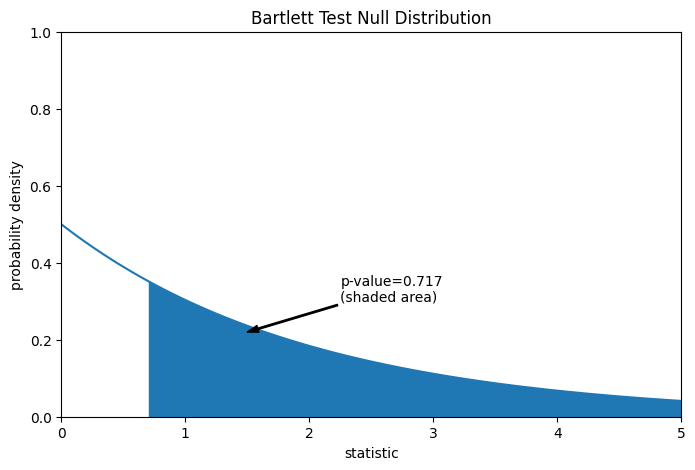 Bartlett Test Null Distribution
1.0
0.8
0.6
0.4
0.2
0.0
probability density
p-value=0.717
(shaded area)
0 1 2 3 4 5
statistic